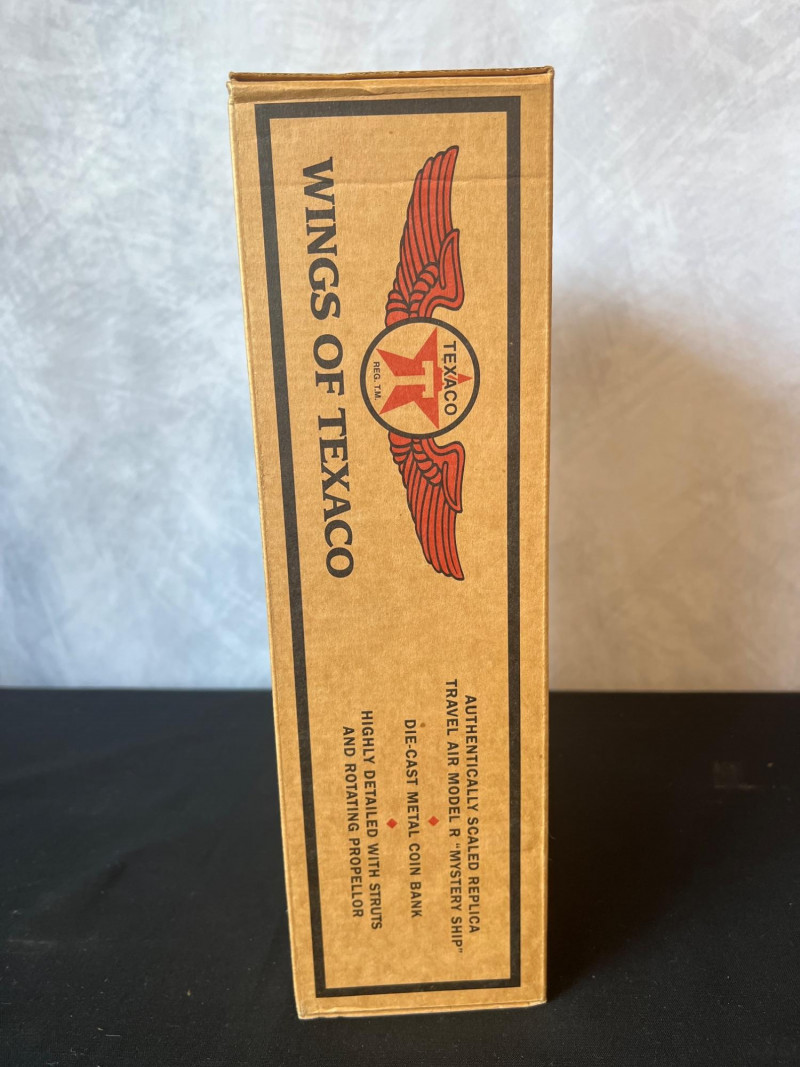 TEXACO
T
REG. T.M.
WINGS OF TEXACO
AUTHENTICALLY SCALED REPLICA
TRAVEL AIR MODEL R "MYSTERY SHIP"
DIE-CAST METAL COIN BANK
HIGHLY DETAILED WITH STRUTS
AND ROTATING PROPELLOR